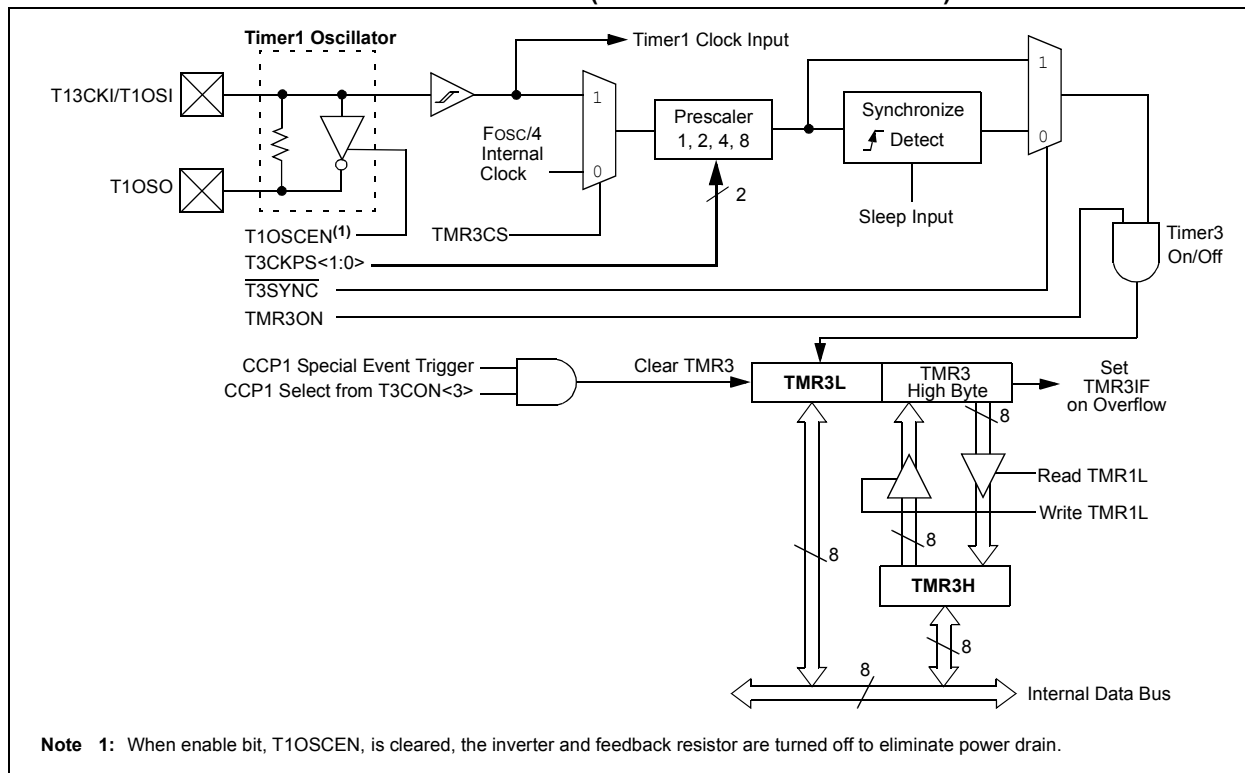 Timer1 Oscillator
Timer1 Clock Input
T13CKI/T1OSI
1
FOSC/4
Internal
Clock
0
Prescaler
1, 2, 4, 8
Synchronize
Detect
1
0
2
Sleep Input
T1OSO
T1OSCEN(1)
TMR3CS
T3CKPS<1:0>
T3SYNC
TMR3ON
Timer3
On/Off
CCP1 Special Event Trigger
CCP1 Select from T3CON<3>
Clear TMR3
TMR3L
TMR3
High Byte
Set
TMR3IF
on Overflow
8
Read TMR1L
Write TMR1L
8
8
TMR3H
8
8
Internal Data Bus
Note 1: When enable bit, T1OSCEN, is cleared, the inverter and feedback resistor are turned off to eliminate power drain.